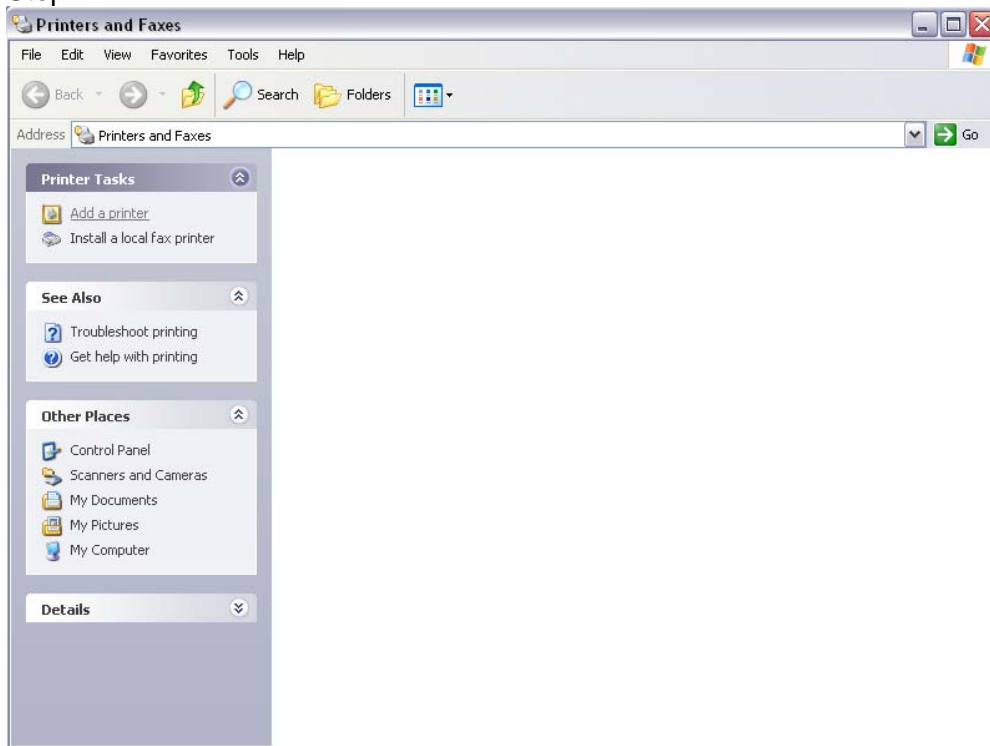 Printers and Faxes
File Edit View Favorites Tools Help
Back Search Folders
Address Printers and Faxes Go
Printer Tasks
Add a printer
Install a local fax printer
See Also
Troubleshoot printing
Get help with printing
Other Places
Control Panel
Scanners and Cameras
My Documents
My Pictures
My Computer
Details